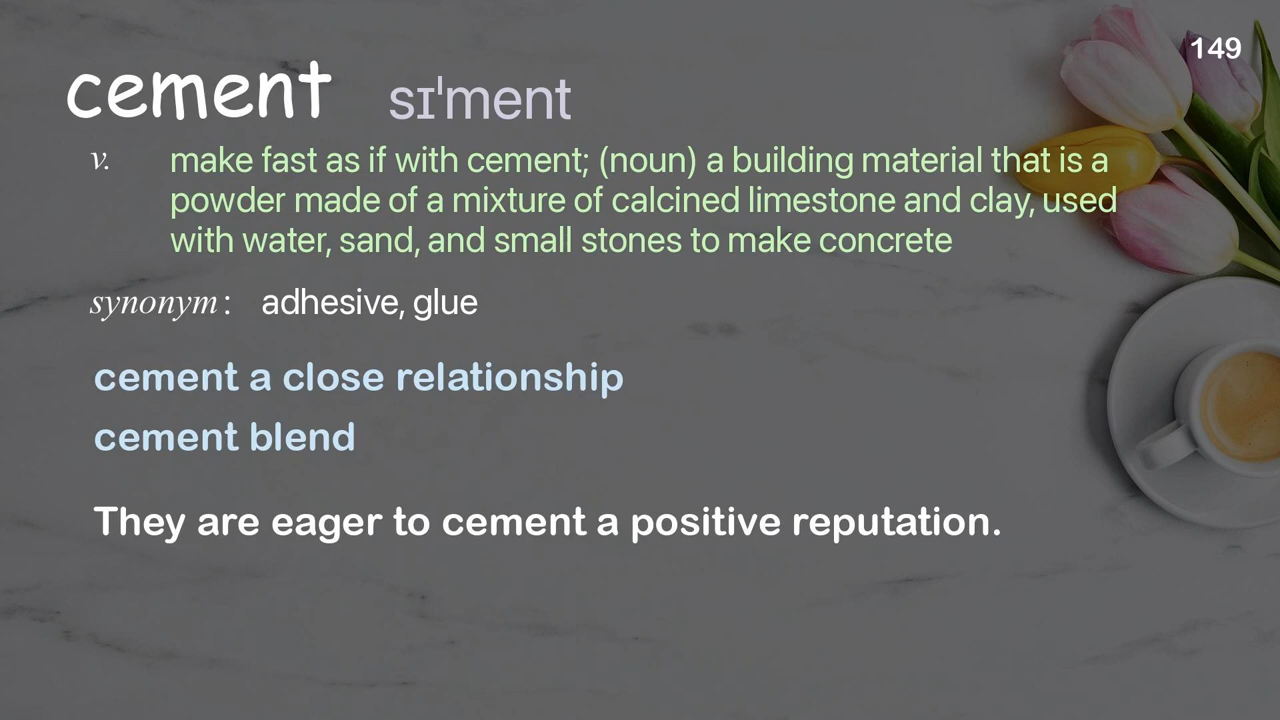 149
cement sɪˈment
v. make fast as if with cement; (noun) a building material that is a
powder made of a mixture of calcined limestone and clay, used
with water, sand, and small stones to make concrete
synonym: adhesive, glue
cement a close relationship
cement blend
They are eager to cement a positive reputation.